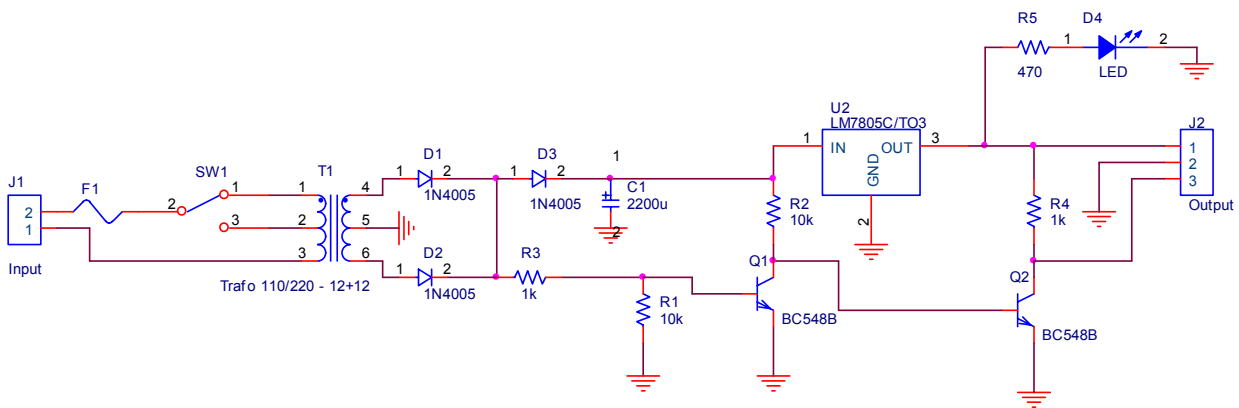 R5
D4
1
2
470
LED
U2
LM7805C/TO3
1
IN
OUT
3
GND
2
J2
1
2
3
Output
D1
1
2
1N4005
D3
1
2
1N4005
1
C1
2200u
2
J1
2
1
Input
F1
SW1
2
1
3
T1
1
2
3
4
5
6
Trafo 110/220 - 12+12
R2
10k
R4
1k
D2
1
2
1N4005
R3
1k
R1
10k
Q1
BC548B
Q2
BC548B